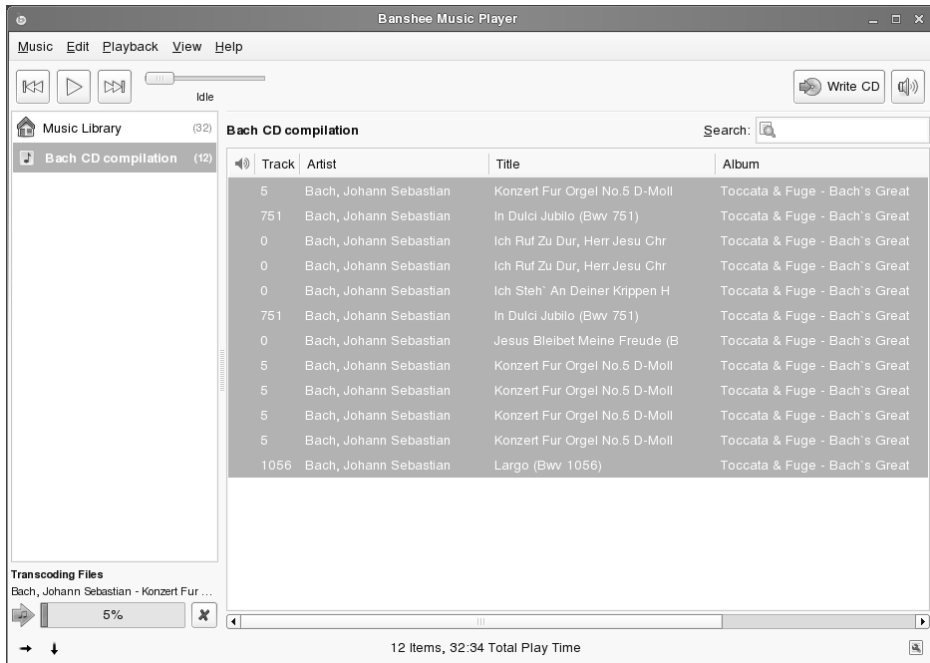 Banshee Music Player
Music Edit Playback View Help
Idle
Write CD
Music Library (32)
Bach CD compilation (12)
Bach CD compilation
Search:
Track Artist Title Album
5 Bach, Johann Sebastian Konzert Fur Orgel No.5 D-Moll Toccata & Fuge - Bach's Great
751 Bach, Johann Sebastian In Dulci Jubilo (Bwv 751) Toccata & Fuge - Bach's Great
0 Bach, Johann Sebastian Ich Ruf Zu Dur, Herr Jesu Chr Toccata & Fuge - Bach's Great
0 Bach, Johann Sebastian Ich Ruf Zu Dur, Herr Jesu Chr Toccata & Fuge - Bach's Great
0 Bach, Johann Sebastian Ich Steh` An Deiner Krippen H Toccata & Fuge - Bach's Great
751 Bach, Johann Sebastian In Dulci Jubilo (Bwv 751) Toccata & Fuge - Bach's Great
0 Bach, Johann Sebastian Jesus Bleibet Meine Freude (B Toccata & Fuge - Bach's Great
5 Bach, Johann Sebastian Konzert Fur Orgel No.5 D-Moll Toccata & Fuge - Bach's Great
5 Bach, Johann Sebastian Konzert Fur Orgel No.5 D-Moll Toccata & Fuge - Bach's Great
5 Bach, Johann Sebastian Konzert Fur Orgel No.5 D-Moll Toccata & Fuge - Bach's Great
5 Bach, Johann Sebastian Konzert Fur Orgel No.5 D-Moll Toccata & Fuge - Bach's Great
1056 Bach, Johann Sebastian Largo (Bwv 1056) Toccata & Fuge - Bach's Great
Transcoding Files
Bach, Johann Sebastian - Konzert Fur ...
5%
12 Items, 32:34 Total Play Time